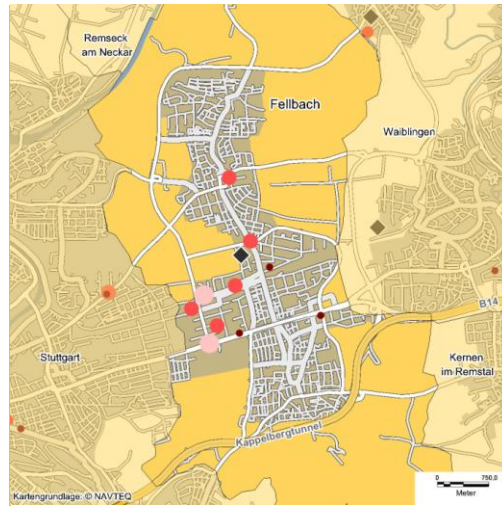 Remseck
am Neckar
Fellbach
Waiblingen
B14
Stuttgart
Kernen
im Remstal
Kappelbergtunnel
0 750,0
Meter
Kartengrundlage: © NAVTEQ